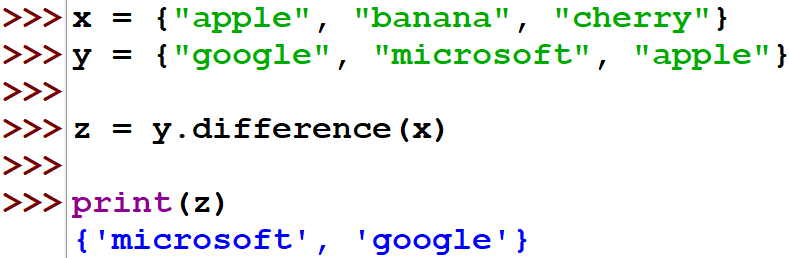 >>> x = {"apple", "banana", "cherry"}
>>> y = {"google", "microsoft", "apple"}
>>>
>>> z = y.difference(x)
>>>
>>> print(z)
{'microsoft', 'google'}